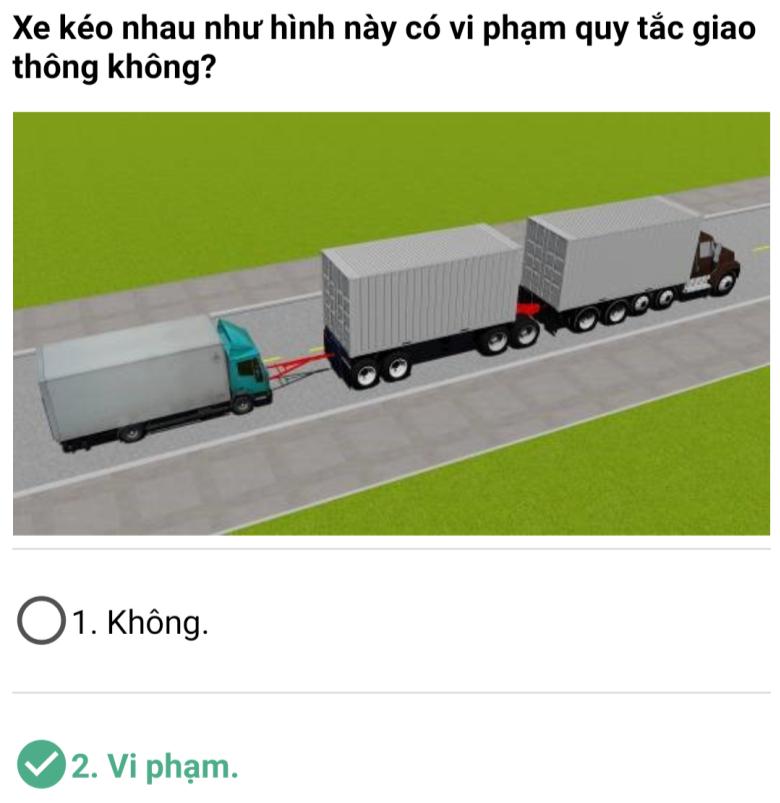 Xe kéo nhau như hình này có vi phạm quy tắc giao
thông không?
1. Không.
2. Vi phạm.